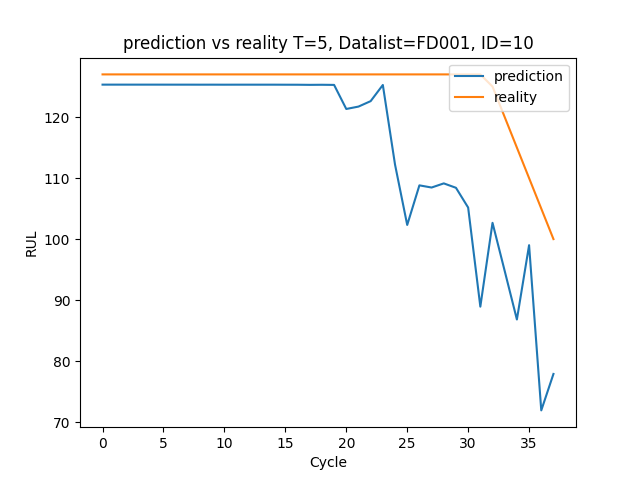 prediction vs reality T=5, Datalist=FD001, ID=10
prediction
reality
120
110
100
90
80
70
RUL
0 5 10 15 20 25 30 35
Cycle